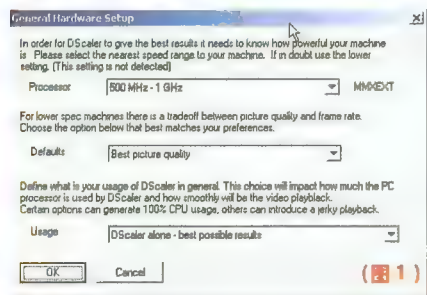 General Hardware Setup
In order for DScaler to give the best results it needs to know how powerful your machine
is Please select the nearest speed range to your machine. If in doubt use the lower
setting. (This setting is not detected)
Processor 500 MHz - 1 GHz MMXEXT
For lower spec machines there is a tradeoff between picture quality and frame rate.
Choose the option below that best matches your preferences.
Defaults Best picture quality
Define what is your usage of DScaler in general. This choice will impact how much the PC
processor is used by DScaler and how smoothly will be the video playblack.
Certan options can generate 100% CPU usage, others can introduce a jerky playback.
Usage DScaler alone - best possible results
OK Cancel
(图1)